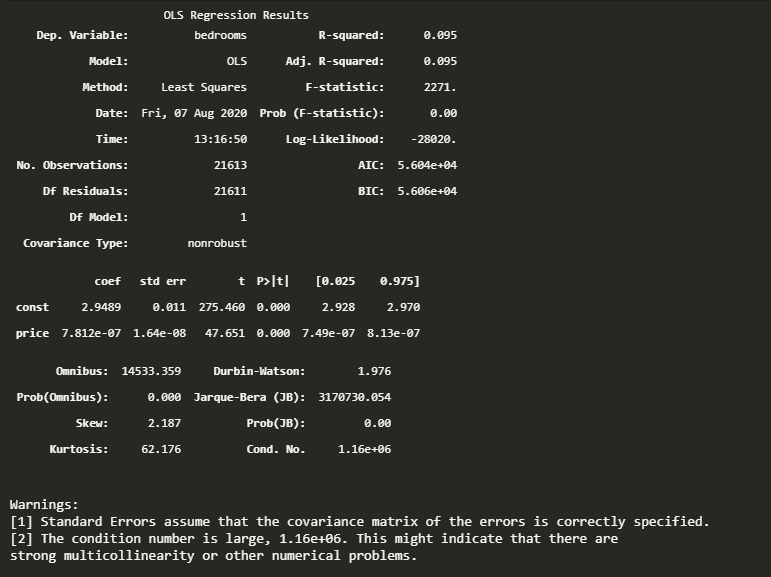 OLS Regression Results
Dep. Variable: bedrooms R-squared: 0.095
Model: OLS Adj. R-squared: 0.095
Method: Least Squares F-statistic: 2271.
Date: Fri, 07 Aug 2020 Prob (F-statistic): 0.00
Time: 13:16:50 Log-Likelihood: -28020.
No. Observations: 21613 AIC: 5.604e+04
Df Residuals: 21611 BIC: 5.606e+04
Df Model: 1
Covariance Type: nonrobust
coef std err t P>|t| [0.025 0.975]
const 2.9489 0.011 275.460 0.000 2.928 2.970
price 7.812e-07 1.64e-08 47.651 0.000 7.49e-07 8.13e-07
Omnibus: 14533.359 Durbin-Watson: 1.976
Prob(Omnibus): 0.000 Jarque-Bera (JB): 3170730.054
Skew: 2.187 Prob(JB): 0.00
Kurtosis: 62.176 Cond. No. 1.16e+06
Warnings:
[1] Standard Errors assume that the covariance matrix of the errors is correctly specified.
[2] The condition number is large, 1.16e+06. This might indicate that there are
strong multicollinearity or other numerical problems.